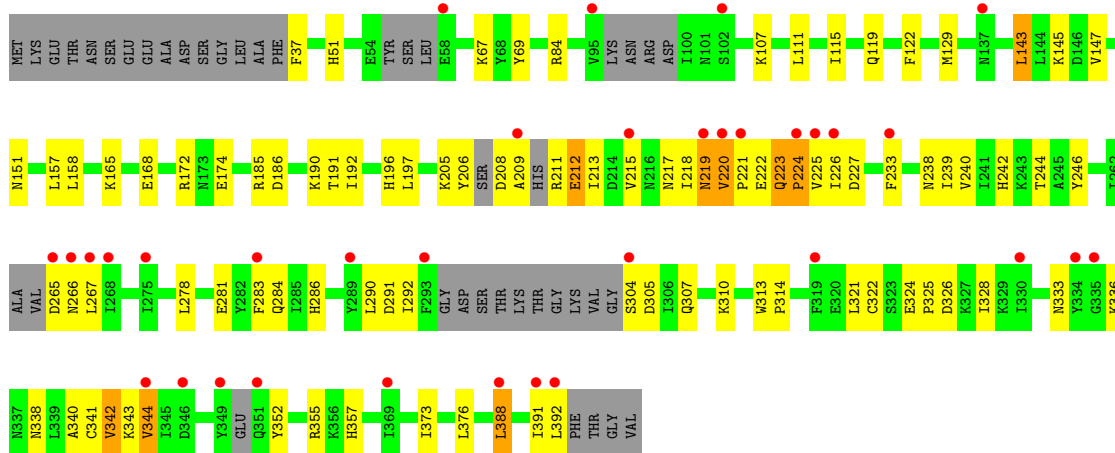 MET LYS GLU THR ASN SER GLU GLU ALA ASP SER GLY LEU ALA PHE F37 H51 E54 TYR SER LEU E58 K67 Y68 Y69 R84 V95 LYS ASN ARG ASP I100 N101 S102 K107 L111 I115 Q119 F122 M129 N137 L143 L144 K145 D146 V147
N151 L157 L158 K165 E168 R172 N173 E174 R185 D186 K190 T191 I192 H196 L197 K205 Y206 SER D208 A209 HIS R211 E212 I213 D214 V215 N216 N217 I218 N219 V220 P221 E222 Q223 P224 V225 I226 D227 F233 N238 I239 V240 I241 H242 K243 T244 A245 Y246 I262
ALA VAL D265 N266 L267 I268 I275 L278 E281 Y282 F283 Q284 I285 H286 Y289 L290 D291 I292 F293 GLY ASP SER THR LYS THR GLY LYS VAL GLY S304 D305 I306 Q307 K310 W313 P314 F319 E320 L321 C322 S323 E324 P325 D326 K327 I328 K329 I330 N333 Y334 G335 K336
N337 N338 L339 A340 C341 V342 K343 V344 I345 D346 Y349 GLU Q351 Y352 R355 K356 H357 I369 I373 L376 L388 I391 L392 PHE THR GLY VAL